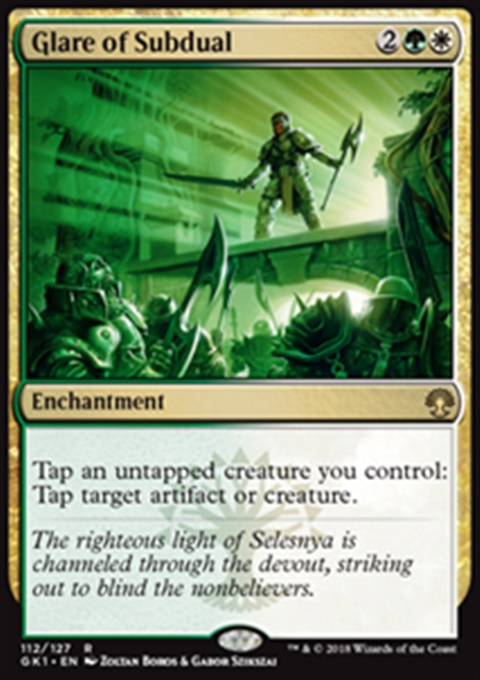 Glare of Subdual 2
Enchantment
Tap an untapped creature you control:
Tap target artifact or creature.
The righteous light of Selesnya is
channeled through the devout, striking
out to blind the nonbelievers.
112/127 R
GK1 • EN Zoltan Boros & Gabor Szikszai
™ & © 2018 Wizards of the Coast